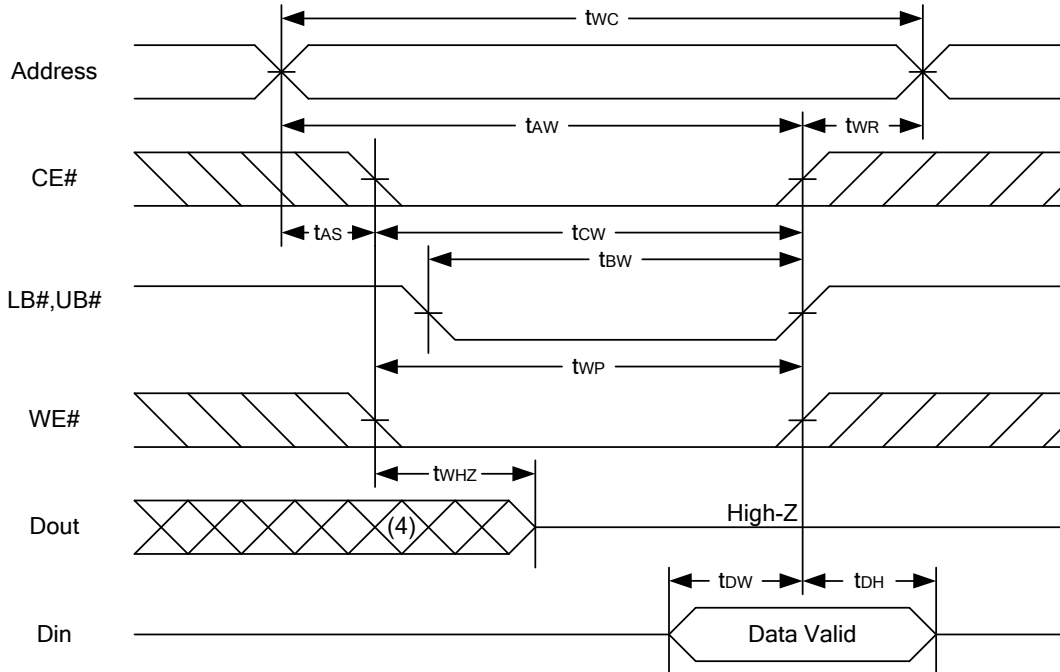 tWC
Address
tAW
tWR
CE#
tAS
tCW
tBW
LB#,UB#
tWP
WE#
tWHZ
Dout
(4)
High-Z
tDW
tDH
Din
Data Valid